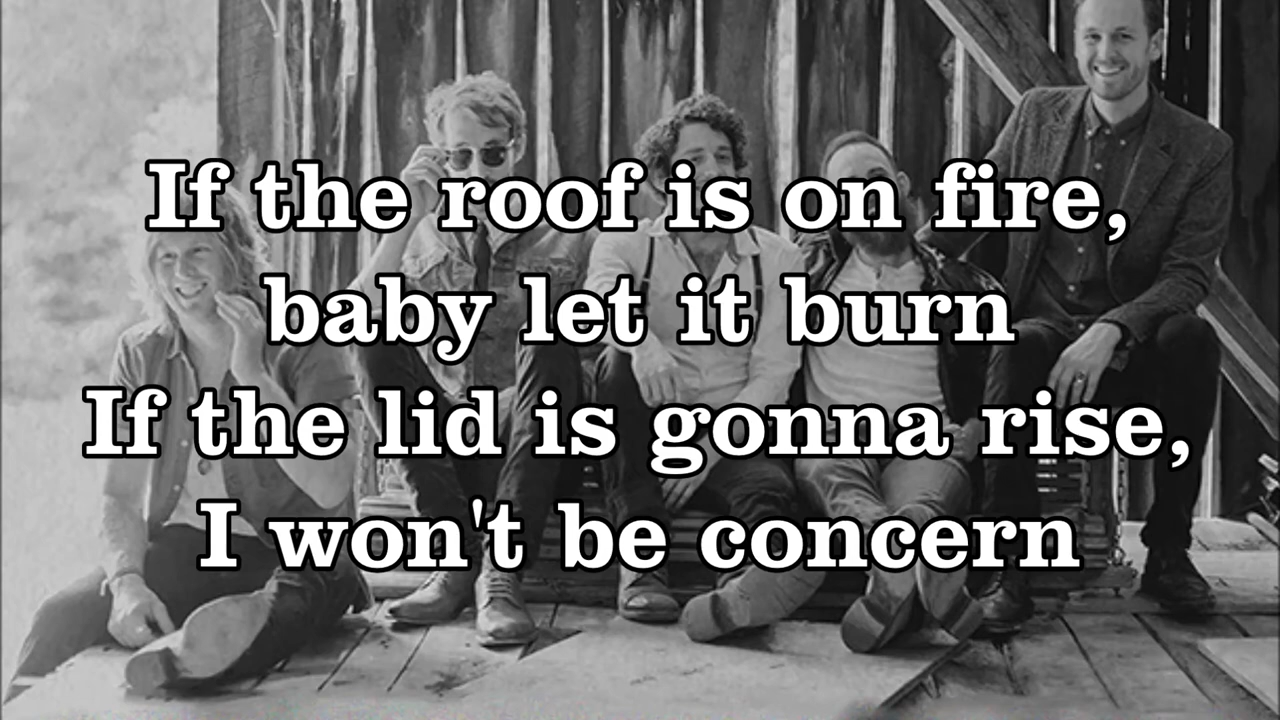 If the roof is on fire,
baby let it burn
If the lid is gonna rise,
I won't be concern